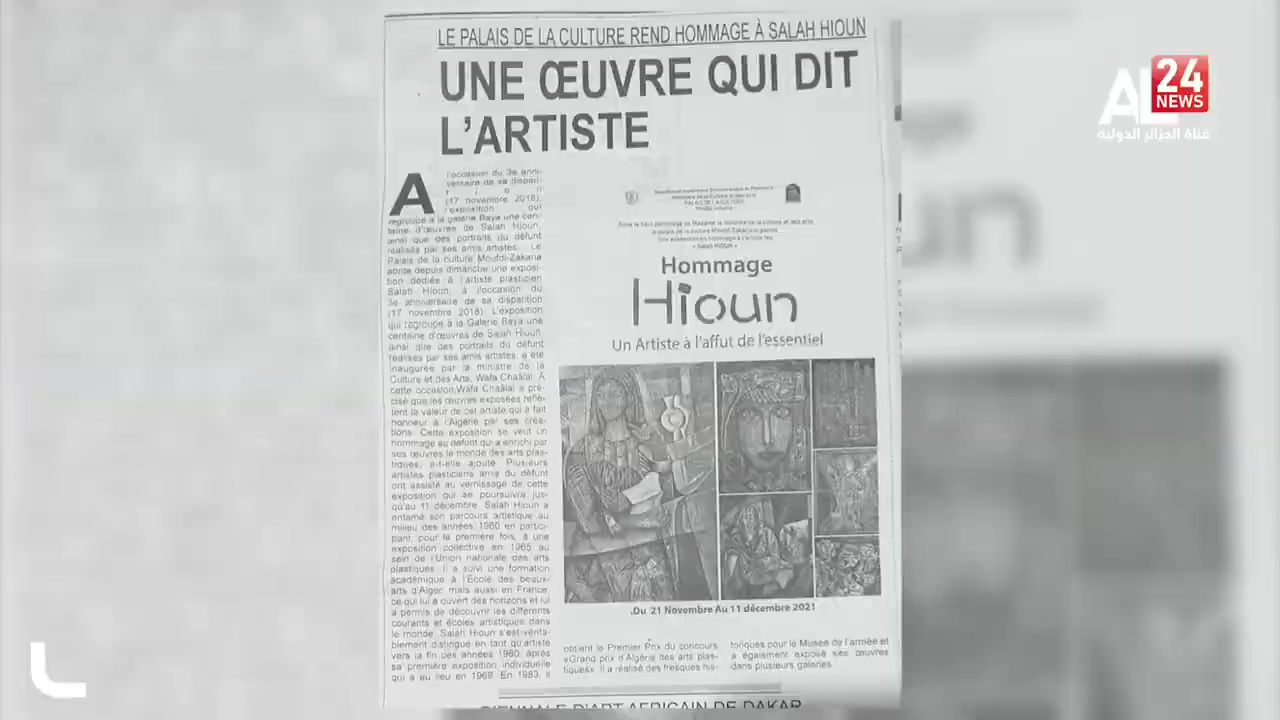 LE PALAIS DE LA CULTURE REND HOMMAGE À SALAH HIOUN
UNE ŒUVRE QUI DIT
L'ARTISTE
A l'occasion du 3e anni-
versaire de sa dispari-
t i o n
(17 novembre 2018),
l'exposition qui
regroupe à la galerie Baya une cen-
taine d'œuvres de Salah Hioun,
ainsi que des portraits du défunt
réalisés par ses amis artistes. Le
Palais de la culture Moufdi-Zakaria
abrite depuis dimanche une exposi-
tion dédiée à l'artiste plasticien
Salah Hioun, à l'occasion du
3e anniversaire de sa disparition
(17 novembre 2018). L'exposition
qui regroupe à la Galerie Baya une
centaine d'œuvres de Salah Hioun,
ainsi que des portraits du défunt
réalisés par ses amis artistes, a été
inaugurée par la ministre de la
Culture et des Arts, Wafa Chaâlal. A
cette occasion,Wafa Chaâlal a pré-
cisé que les œuvres exposées reflè-
tent la valeur de cet artiste qui a fait
honneur à l'Algérie par ses créa-
tions. Cette exposition se veut un
hommage au défunt qui a enrichi par
ses œuvres le monde des arts plas-
tiques, a-t-elle ajouté. Plusieurs
artistes plasticiens amis du défunt
ont assisté au vernissage de cette
exposition qui se poursuivra jus-
qu'au 11 décembre. Salah Hioun a
entamé son parcours artistique au
milieu des années 1960 en partici-
pant, pour la première fois, à une
exposition collective en 1965 au
sein de l'Union nationale des arts
plastiques. Il a suivi une formation
académique à l'Ecole des beaux-
arts d'Alger, mais aussi en France,
ce qui lui a ouvert des horizons et lui
a permis de découvrir les différents
courants et écoles artistiques dans
le monde. Salah Hioun s'est vérita-
blement distingué en tant qu'artiste
vers la fin des années 1960, après
sa première exposition individuelle
qui a eu lieu en 1969. En 1983, il
Hommage
Hioun
Un Artiste à l'affut de l'essentiel
.Du 21 Novembre Au 11 décembre 2021
obtient le Premier Prix du concours
«Grand prix d'Algérie des arts plas-
tiques». Il a réalisé des fresques his-
toriques pour le Musée de l'armée et
a également exposé ses œuvres
dans plusieurs galeries.
BIENNALE D'ART AFRICAIN DE DAKAR
AL
24
NEWS
قناة الجزائر الدولية